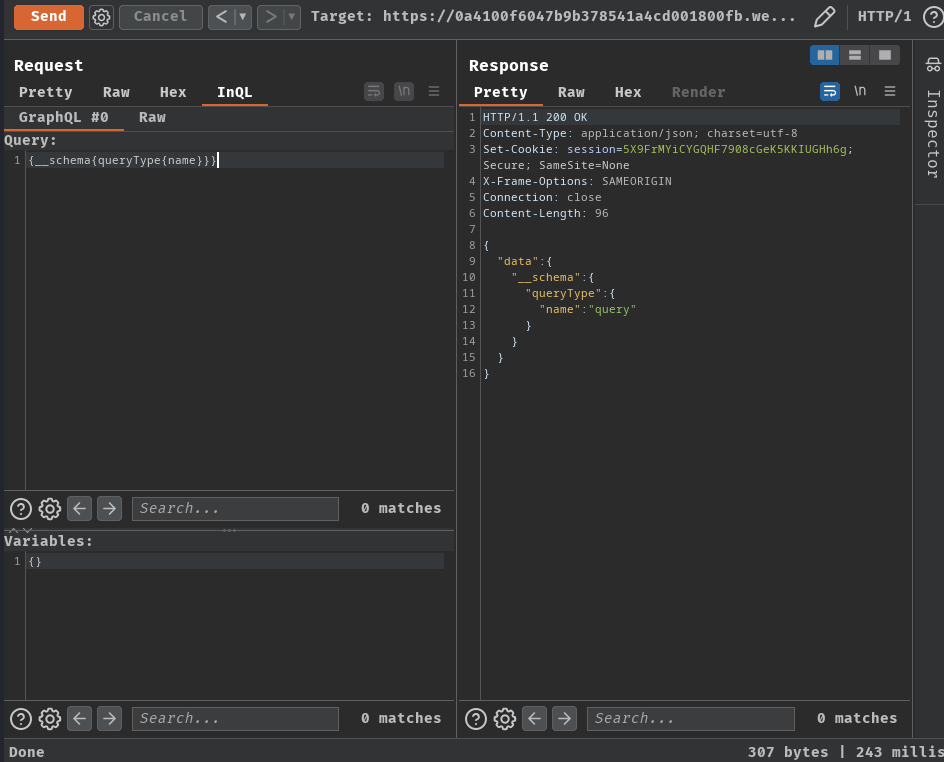 Send Cancel < ▼ > ▼ Target: https://0a4100f6047b9b378541a4cd001800fb.we... HTTP/1 ?
Request
Pretty Raw Hex InQL \n
GraphQL #0 Raw
Query:
1 {__schema{queryType{name}}}
? Search... 0 matches
Variables:
1 {}
? Search... 0 matches
Response
Pretty Raw Hex Render \n
1 HTTP/1.1 200 OK
2 Content-Type: application/json; charset=utf-8
3 Set-Cookie: session=5X9FrMYiCYGQHF7908cGeK5KKIUGHh6g;
Secure; SameSite=None
4 X-Frame-Options: SAMEORIGIN
5 Connection: close
6 Content-Length: 96
7
8 {
9 "data":{
10 "__schema":{
11 "queryType":{
12 "name":"query"
13 }
14 }
15 }
16 }
? Search... 0 matches
Inspector
Done 307 bytes | 243 millis